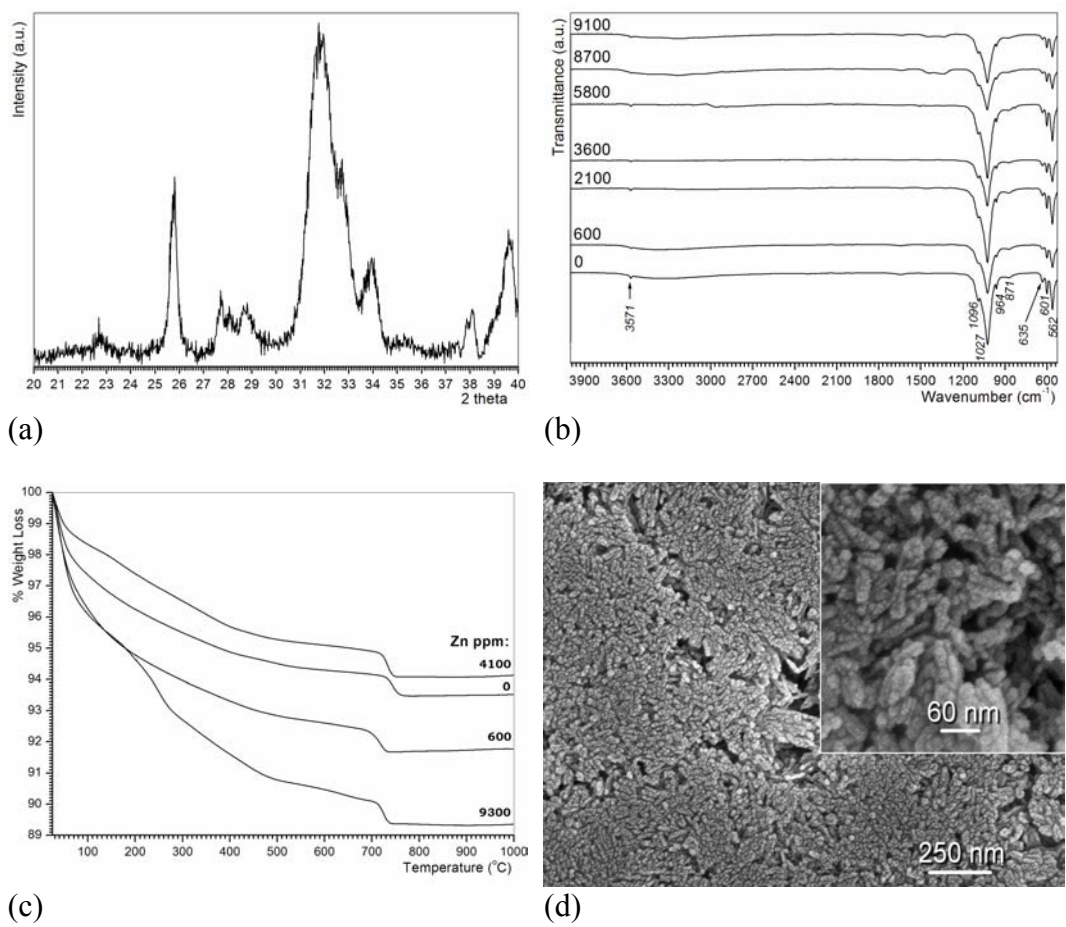 Intensity (a.u.)
20 21 22 23 24 25 26 27 28 29 30 31 32 33 34 35 36 37 38 39 40
2 theta
(a)
Transmittance (a.u.)
9100
8700
5800
3600
2100
600
0
3571
1096
1027
964
871
635
601
562
3900 3600 3300 3000 2700 2400 2100 1800 1500 1200 900 600
Wavenumber (cm⁻¹)
(b)
% Weight Loss
100
99
98
97
96
95
94
93
92
91
90
89
Zn ppm:
4100
0
600
9300
100 200 300 400 500 600 700 800 900 1000
Temperature (°C)
(c)
60 nm
250 nm
(d)